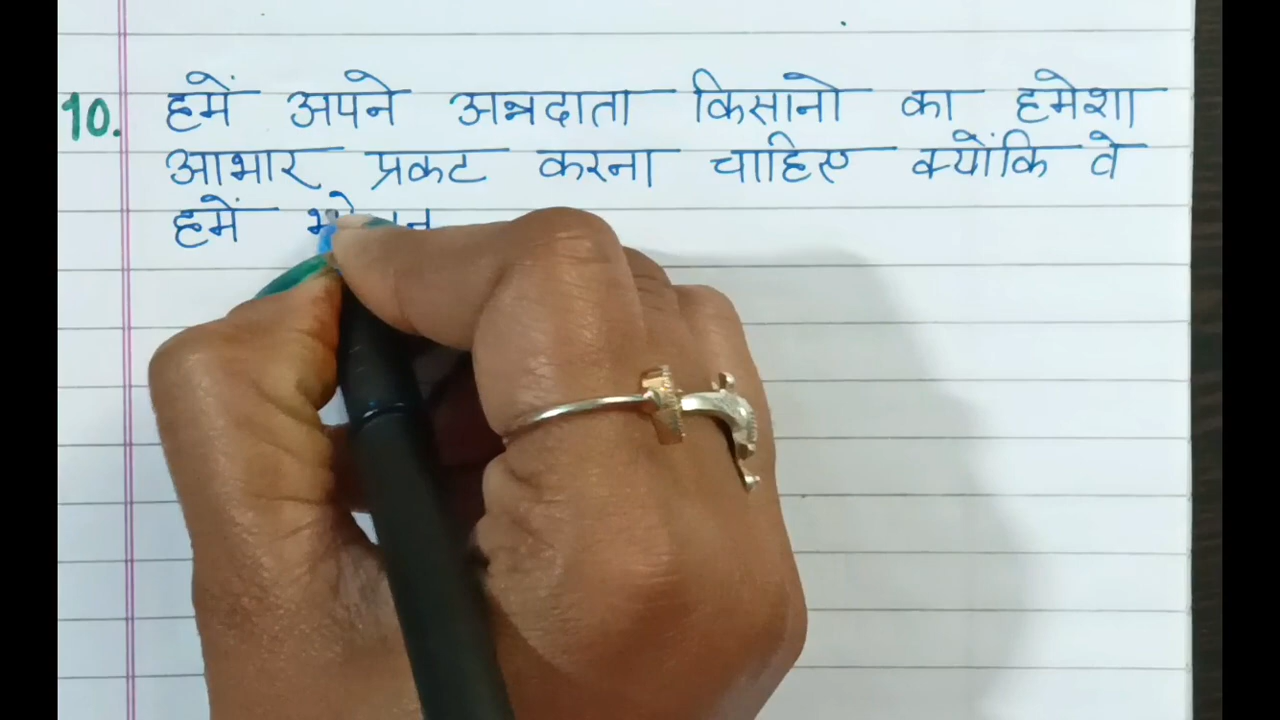 10. हमें अपने अन्नदाता किसानो का हमेशा
आभार प्रकट करना चाहिए क्योंकि वे
हमें